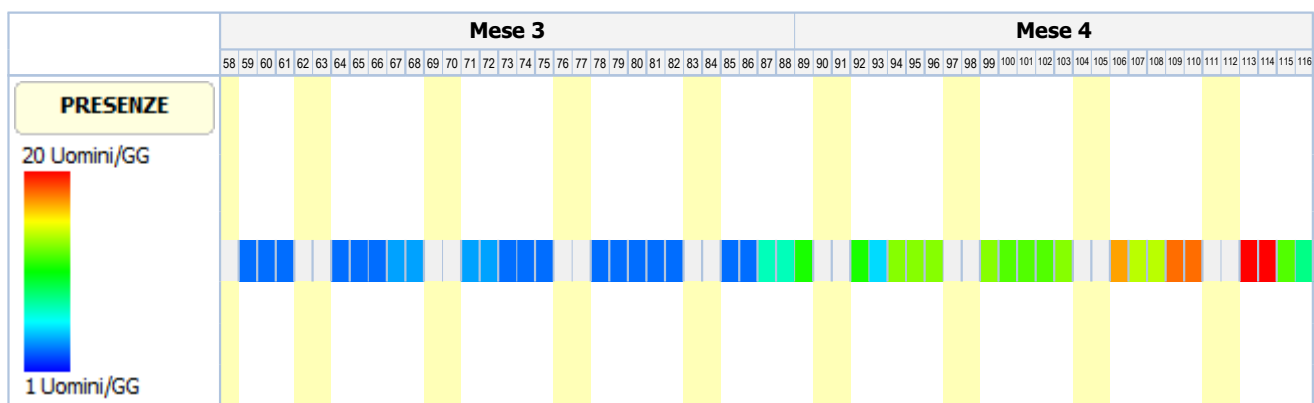 Mese 3 Mese 4
58 59 60 61 62 63 64 65 66 67 68 69 70 71 72 73 74 75 76 77 78 79 80 81 82 83 84 85 86 87 88 89 90 91 92 93 94 95 96 97 98 99 100 101 102 103 104 105 106 107 108 109 110 111 112 113 114 115 116
PRESENZE
20 Uomini/GG
1 Uomini/GG